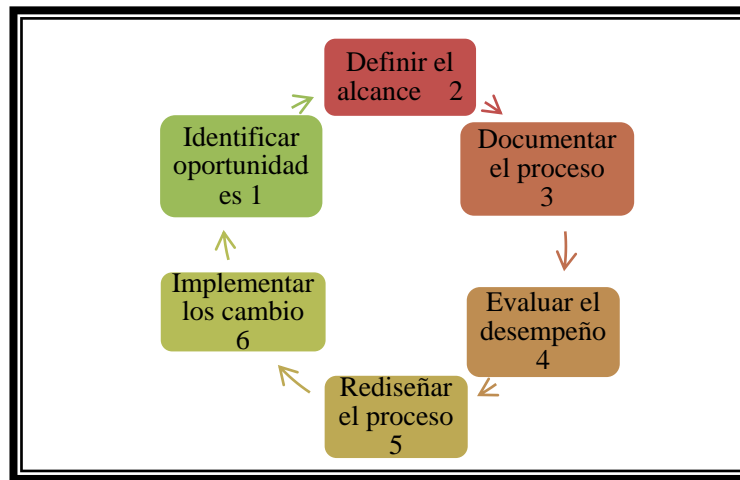 Definir el
alcance 2
Documentar
el proceso
3
Evaluar el
desempeño
4
Rediseñar
el proceso
5
Implementar
los cambio
6
Identificar
oportunidad
es 1